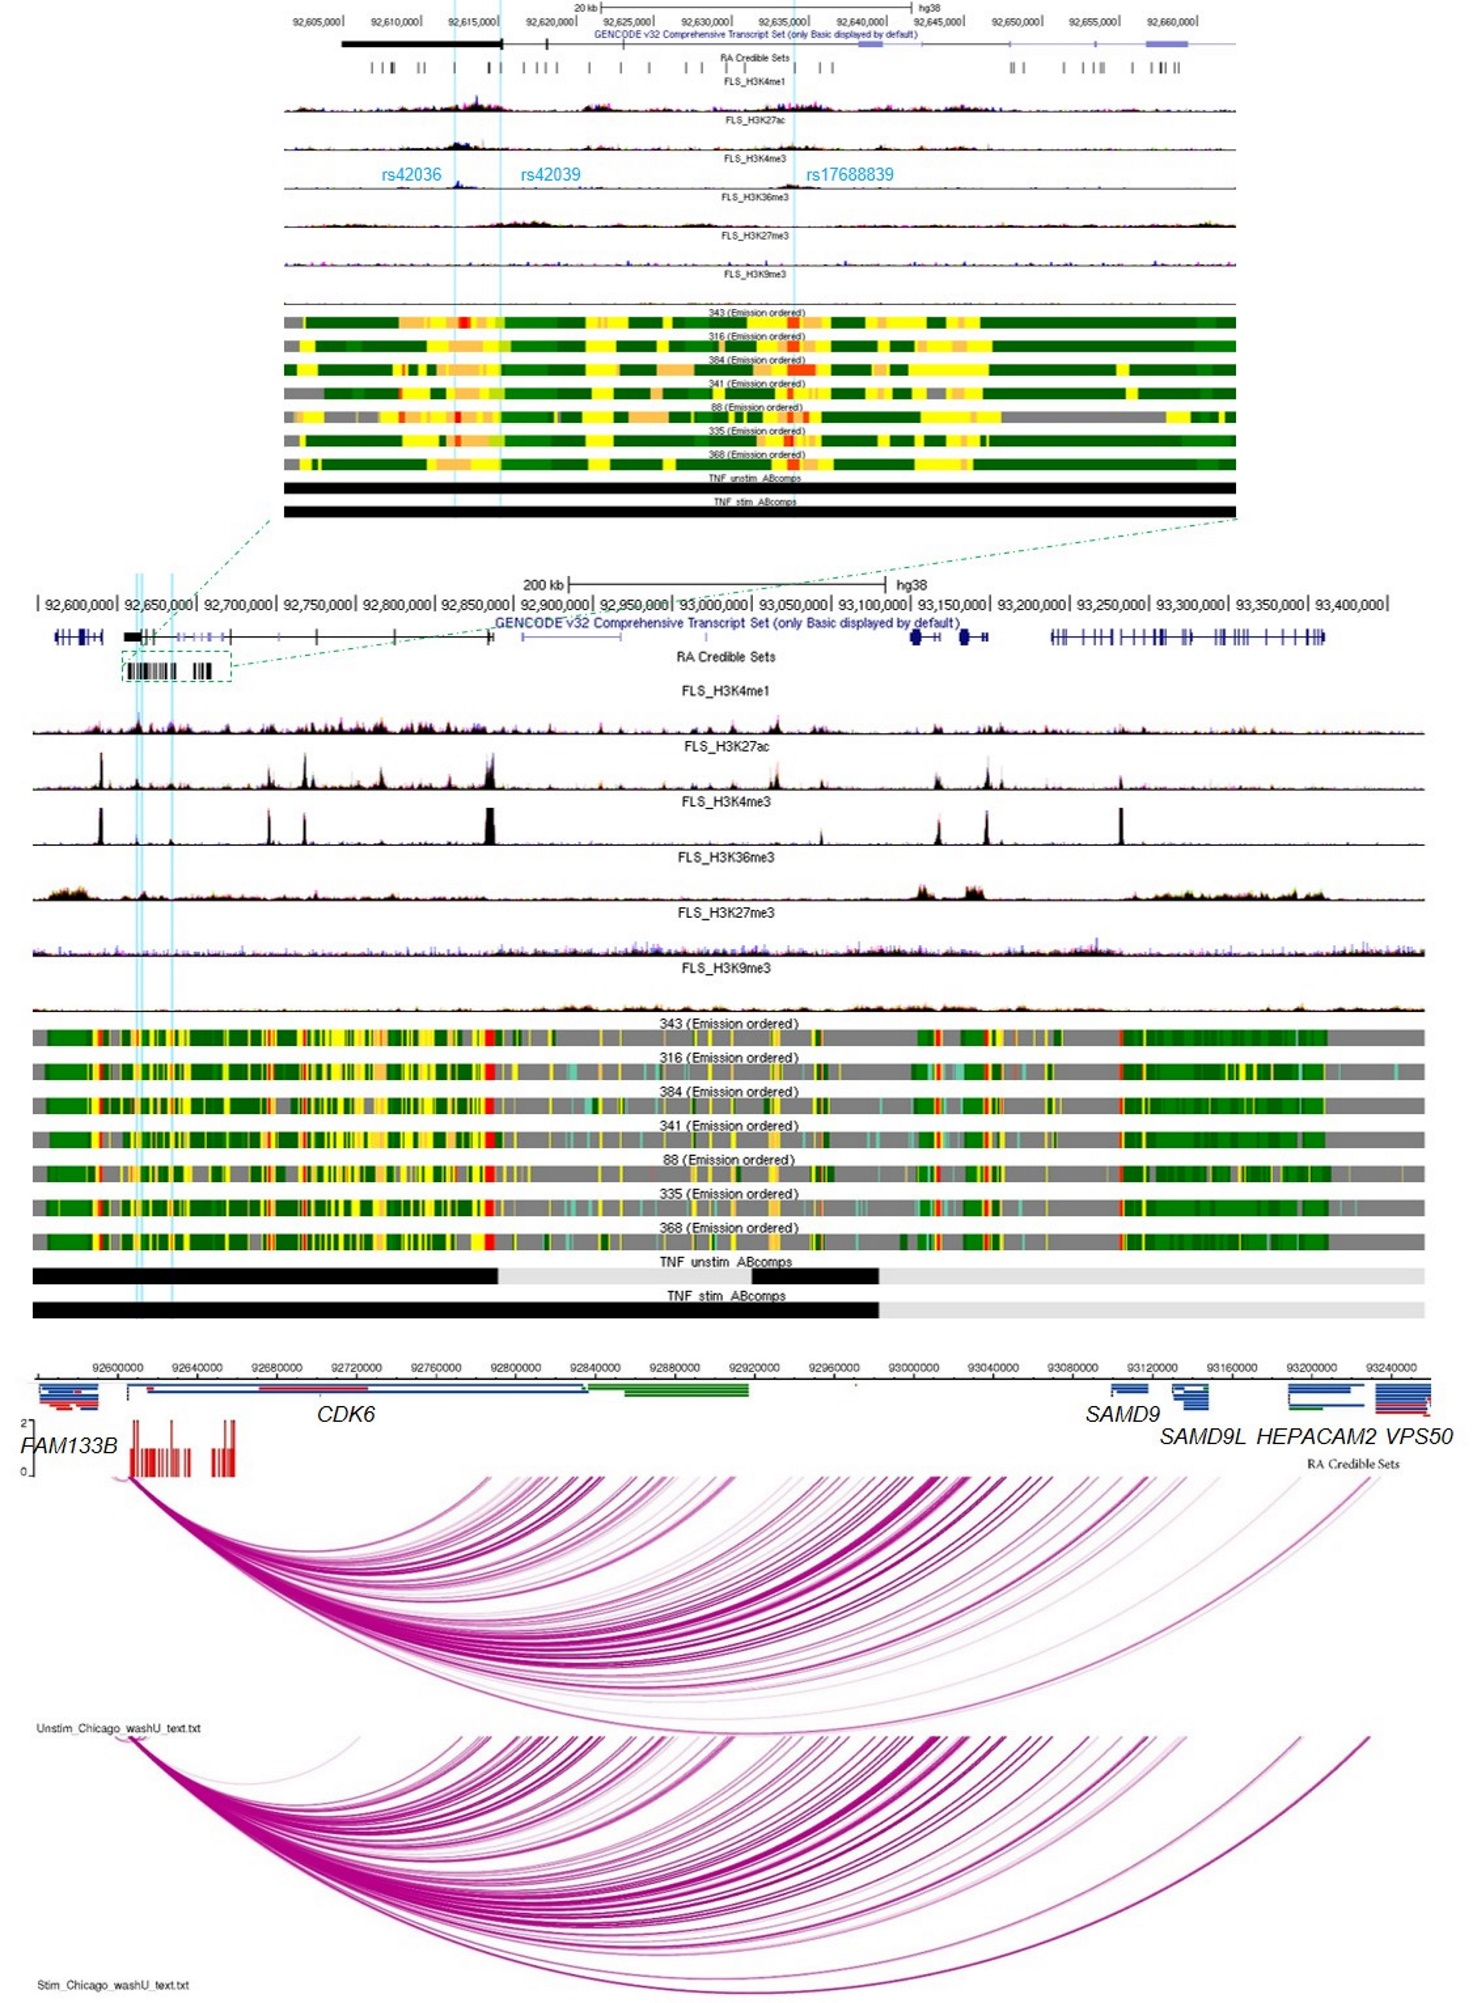 20 kb hg38
92,605,000 92,610,000 92,615,000 92,620,000 92,625,000 92,630,000 92,635,000 92,640,000 92,645,000 92,650,000 92,655,000 92,660,000
GENCODE v32 Comprehensive Transcript Set (only Basic displayed by default)
RA Credible Sets
FLS_H3K4me1
FLS_H3K27ac
FLS_H3K4me3
rs42036 rs42039 rs17688839
FLS_H3K36me3
FLS_H3K27me3
FLS_H3K9me3
343 (Emission ordered)
316 (Emission ordered)
384 (Emission ordered)
341 (Emission ordered)
88 (Emission ordered)
335 (Emission ordered)
368 (Emission ordered)
TNF unstim ABcomps
TNF stim ABcomps
200 kb hg38
92,600,000 92,650,000 92,700,000 92,750,000 92,800,000 92,850,000 92,900,000 92,950,000 93,000,000 93,050,000 93,100,000 93,150,000 93,200,000 93,250,000 93,300,000 93,350,000 93,400,000
GENCODE v32 Comprehensive Transcript Set (only Basic displayed by default)
RA Credible Sets
FLS_H3K4me1
FLS_H3K27ac
FLS_H3K4me3
FLS_H3K36me3
FLS_H3K27me3
FLS_H3K9me3
343 (Emission ordered)
316 (Emission ordered)
384 (Emission ordered)
341 (Emission ordered)
88 (Emission ordered)
335 (Emission ordered)
368 (Emission ordered)
TNF unstim ABcomps
TNF stim ABcomps
92600000 92640000 92680000 92720000 92760000 92800000 92840000 92880000 92920000 92960000 93000000 93040000 93080000 93120000 93160000 93200000 93240000
CDK6 SAMD9
2
FAM133B SAMD9L HEPACAM2 VPS50
0 RA Credible Sets
Unstim_Chicago_washU_text.txt
Stim_Chicago_washU_text.txt